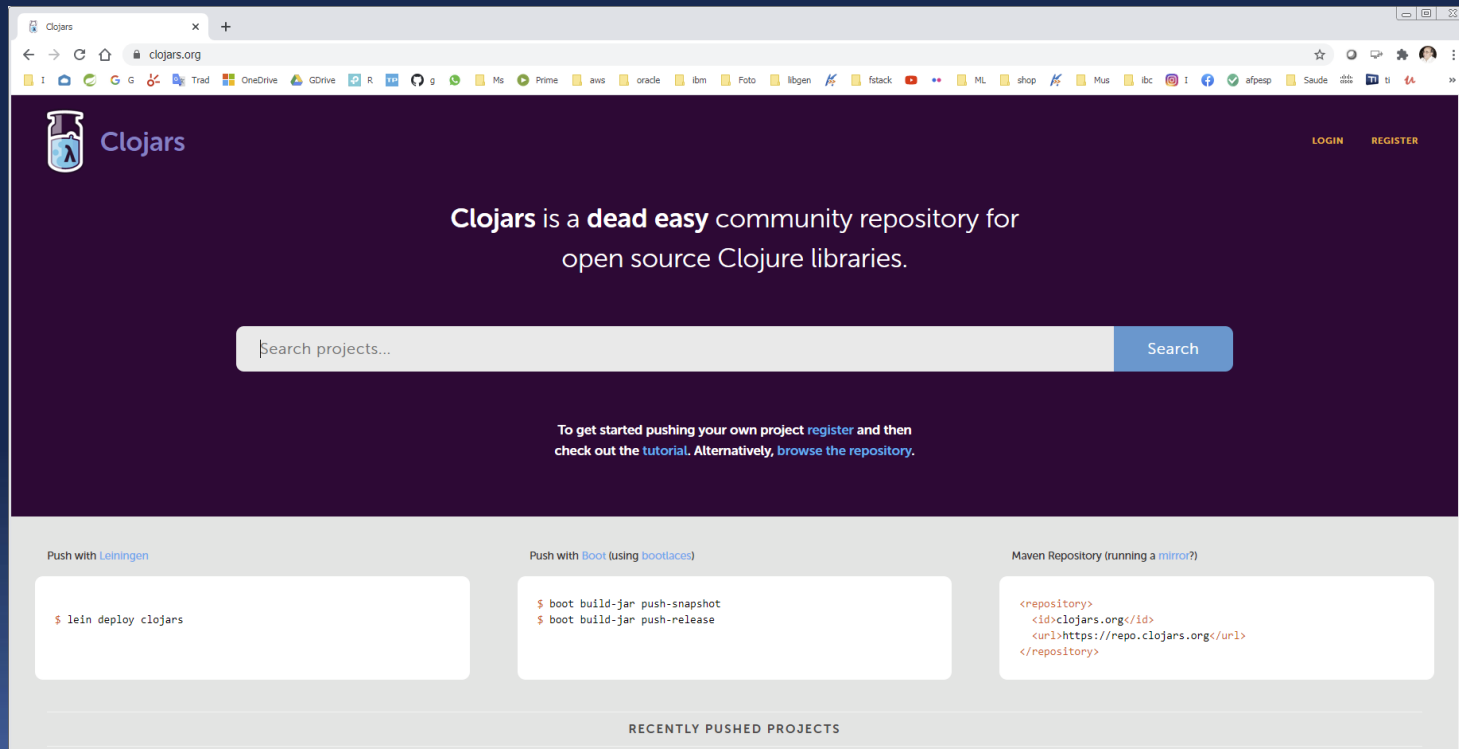 Clojars
clojars.org
I G G Trad OneDrive GDrive R g Ms Prime aws oracle ibm Foto libgen fstack ML shop Mus ibc I afpesp Saude ti »
Clojars
LOGIN REGISTER
Clojars is a dead easy community repository for
open source Clojure libraries.
Search projects...
Search
To get started pushing your own project register and then
check out the tutorial. Alternatively, browse the repository.
Push with Leiningen
$ lein deploy clojars
Push with Boot (using bootlaces)
$ boot build-jar push-snapshot
$ boot build-jar push-release
Maven Repository (running a mirror?)
<repository>
<id>clojars.org</id>
<url>https://repo.clojars.org</url>
</repository>
RECENTLY PUSHED PROJECTS